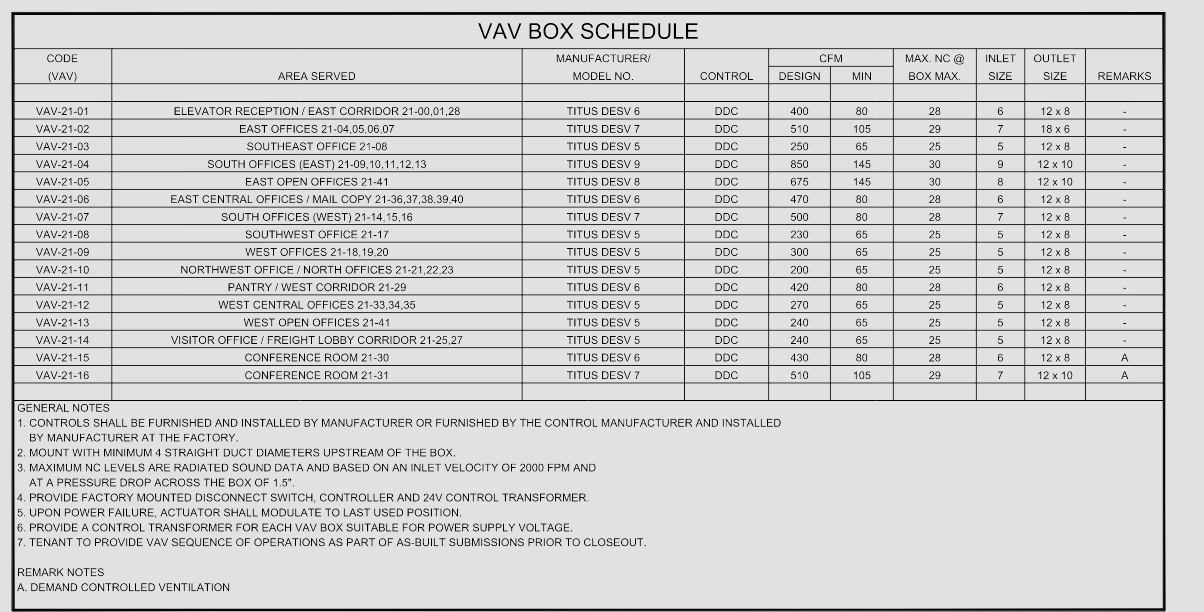 VAV BOX SCHEDULE
CODE (VAV) AREA SERVED MANUFACTURER/ MODEL NO. CONTROL CFM DESIGN MIN MAX. NC @ BOX MAX. INLET SIZE OUTLET SIZE REMARKS
VAV-21-01 ELEVATOR RECEPTION / EAST CORRIDOR 21-00,01,28 TITUS DESV 6 DDC 400 80 28 6 12 x 8 -
VAV-21-02 EAST OFFICES 21-04,05,06,07 TITUS DESV 7 DDC 510 105 29 7 18 x 6 -
VAV-21-03 SOUTHEAST OFFICE 21-08 TITUS DESV 5 DDC 250 65 25 5 12 x 8 -
VAV-21-04 SOUTH OFFICES (EAST) 21-09,10,11,12,13 TITUS DESV 9 DDC 850 145 30 9 12 x 10 -
VAV-21-05 EAST OPEN OFFICES 21-41 TITUS DESV 8 DDC 675 145 30 8 12 x 10 -
VAV-21-06 EAST CENTRAL OFFICES / MAIL COPY 21-36,37,38,39,40 TITUS DESV 6 DDC 470 80 28 6 12 x 8 -
VAV-21-07 SOUTH OFFICES (WEST) 21-14,15,16 TITUS DESV 7 DDC 500 80 28 7 12 x 8 -
VAV-21-08 SOUTHWEST OFFICE 21-17 TITUS DESV 5 DDC 230 65 25 5 12 x 8 -
VAV-21-09 WEST OFFICES 21-18,19,20 TITUS DESV 5 DDC 300 65 25 5 12 x 8 -
VAV-21-10 NORTHWEST OFFICE / NORTH OFFICES 21-21,22,23 TITUS DESV 5 DDC 200 65 25 5 12 x 8 -
VAV-21-11 PANTRY / WEST CORRIDOR 21-29 TITUS DESV 6 DDC 420 80 28 6 12 x 8 -
VAV-21-12 WEST CENTRAL OFFICES 21-33,34,35 TITUS DESV 5 DDC 270 65 25 5 12 x 8 -
VAV-21-13 WEST OPEN OFFICES 21-41 TITUS DESV 5 DDC 240 65 25 5 12 x 8 -
VAV-21-14 VISITOR OFFICE / FREIGHT LOBBY CORRIDOR 21-25,27 TITUS DESV 5 DDC 240 65 25 5 12 x 8 -
VAV-21-15 CONFERENCE ROOM 21-30 TITUS DESV 6 DDC 430 80 28 6 12 x 8 A
VAV-21-16 CONFERENCE ROOM 21-31 TITUS DESV 7 DDC 510 105 29 7 12 x 10 A
GENERAL NOTES
1. CONTROLS SHALL BE FURNISHED AND INSTALLED BY MANUFACTURER OR FURNISHED BY THE CONTROL MANUFACTURER AND INSTALLED
BY MANUFACTURER AT THE FACTORY.
2. MOUNT WITH MINIMUM 4 STRAIGHT DUCT DIAMETERS UPSTREAM OF THE BOX.
3. MAXIMUM NC LEVELS ARE RADIATED SOUND DATA AND BASED ON AN INLET VELOCITY OF 2000 FPM AND
AT A PRESSURE DROP ACROSS THE BOX OF 1.5".
4. PROVIDE FACTORY MOUNTED DISCONNECT SWITCH, CONTROLLER AND 24V CONTROL TRANSFORMER.
5. UPON POWER FAILURE, ACTUATOR SHALL MODULATE TO LAST USED POSITION.
6. PROVIDE A CONTROL TRANSFORMER FOR EACH VAV BOX SUITABLE FOR POWER SUPPLY VOLTAGE.
7. TENANT TO PROVIDE VAV SEQUENCE OF OPERATIONS AS PART OF AS-BUILT SUBMISSIONS PRIOR TO CLOSEOUT.
REMARK NOTES
A. DEMAND CONTROLLED VENTILATION